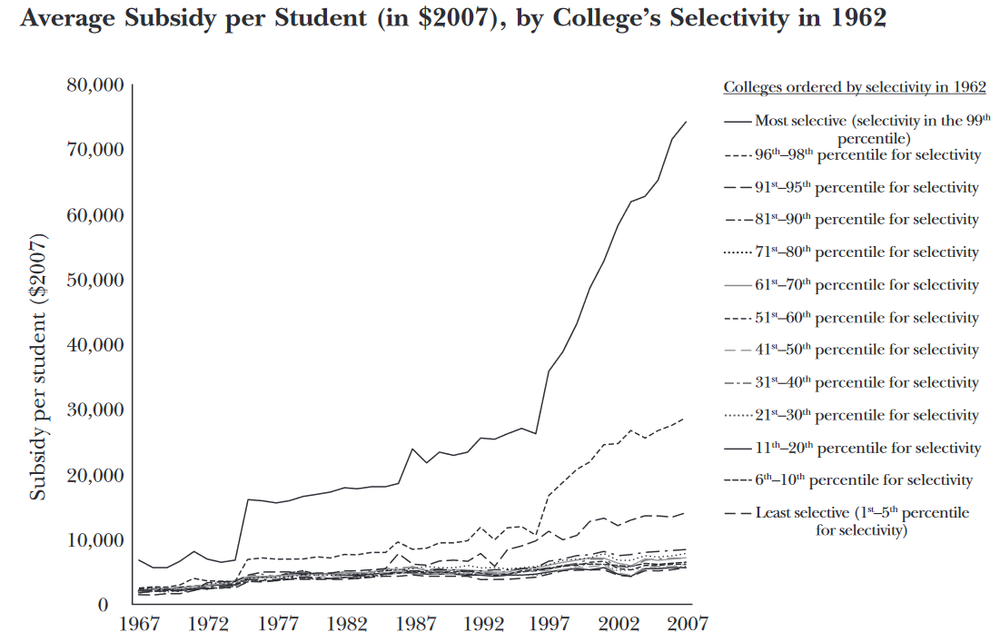 Average Subsidy per Student (in $2007), by College's Selectivity in 1962
80,000
70,000
60,000
50,000
40,000
30,000
20,000
10,000
0
Subsidy per student ($2007)
1967 1972 1977 1982 1987 1992 1997 2002 2007
Colleges ordered by selectivity in 1962
Most selective (selectivity in the 99th
percentile)
96th–98th percentile for selectivity
91st–95th percentile for selectivity
81st–90th percentile for selectivity
71st–80th percentile for selectivity
61st–70th percentile for selectivity
51st–60th percentile for selectivity
41st–50th percentile for selectivity
31st–40th percentile for selectivity
21st–30th percentile for selectivity
11th–20th percentile for selectivity
6th–10th percentile for selectivity
Least selective (1st–5th percentile
for selectivity)